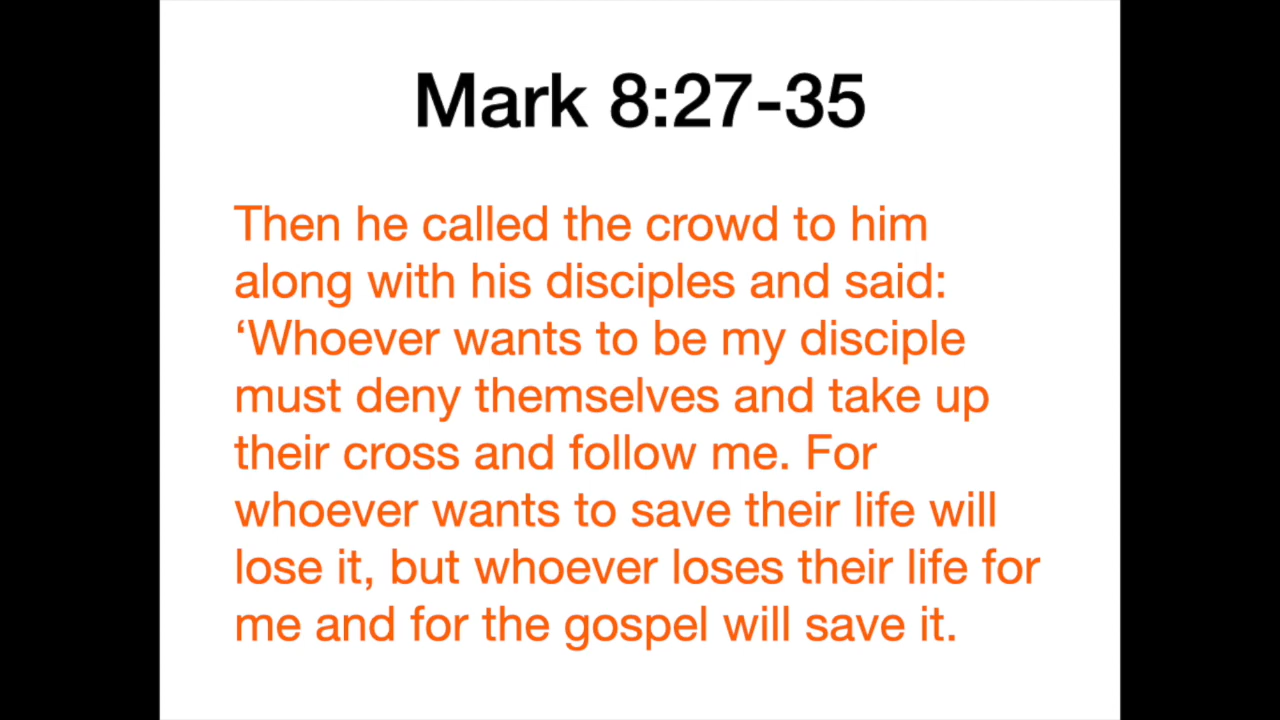 Mark 8:27-35
Then he called the crowd to him
along with his disciples and said:
‘Whoever wants to be my disciple
must deny themselves and take up
their cross and follow me. For
whoever wants to save their life will
lose it, but whoever loses their life for
me and for the gospel will save it.